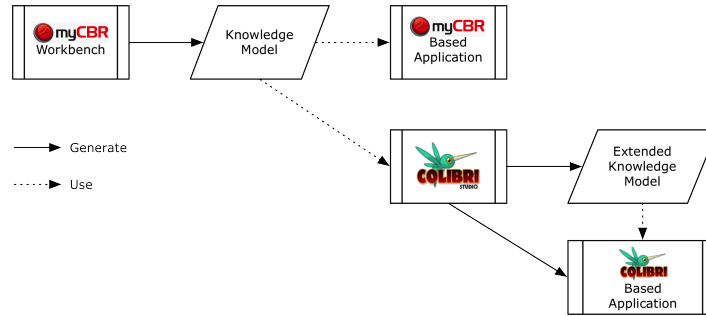 myCBR
Workbench
Knowledge
Model
myCBR
Based
Application
Generate
Use
COLIBRI
STUDIO
Extended
Knowledge
Model
COLIBRI
Based
Application